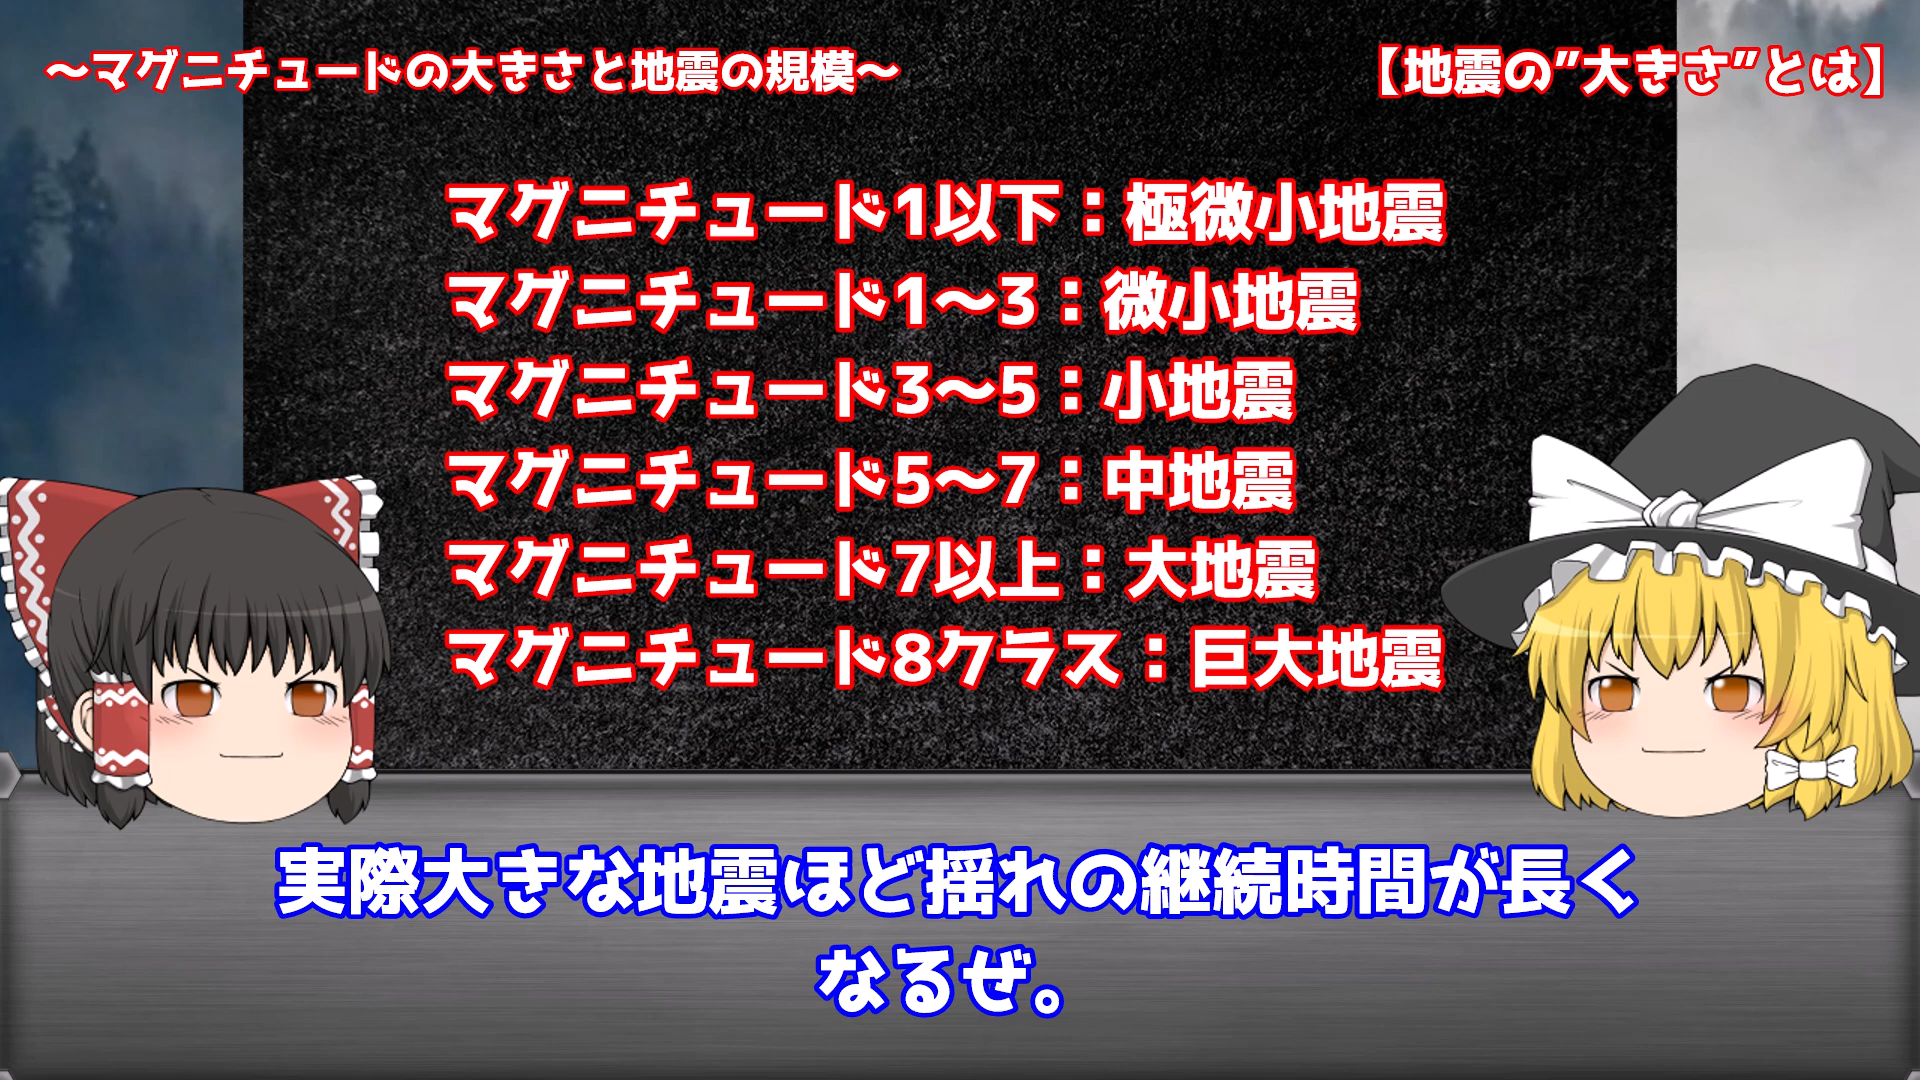 ～マグニチュードの大きさと地震の規模～
【地震の”大きさ”とは】
マグニチュード1以下：極微小地震
マグニチュード1～3：微小地震
マグニチュード3～5：小地震
マグニチュード5～7：中地震
マグニチュード7以上：大地震
マグニチュード8クラス：巨大地震
実際大きな地震ほど揺れの継続時間が長く
なるぜ。